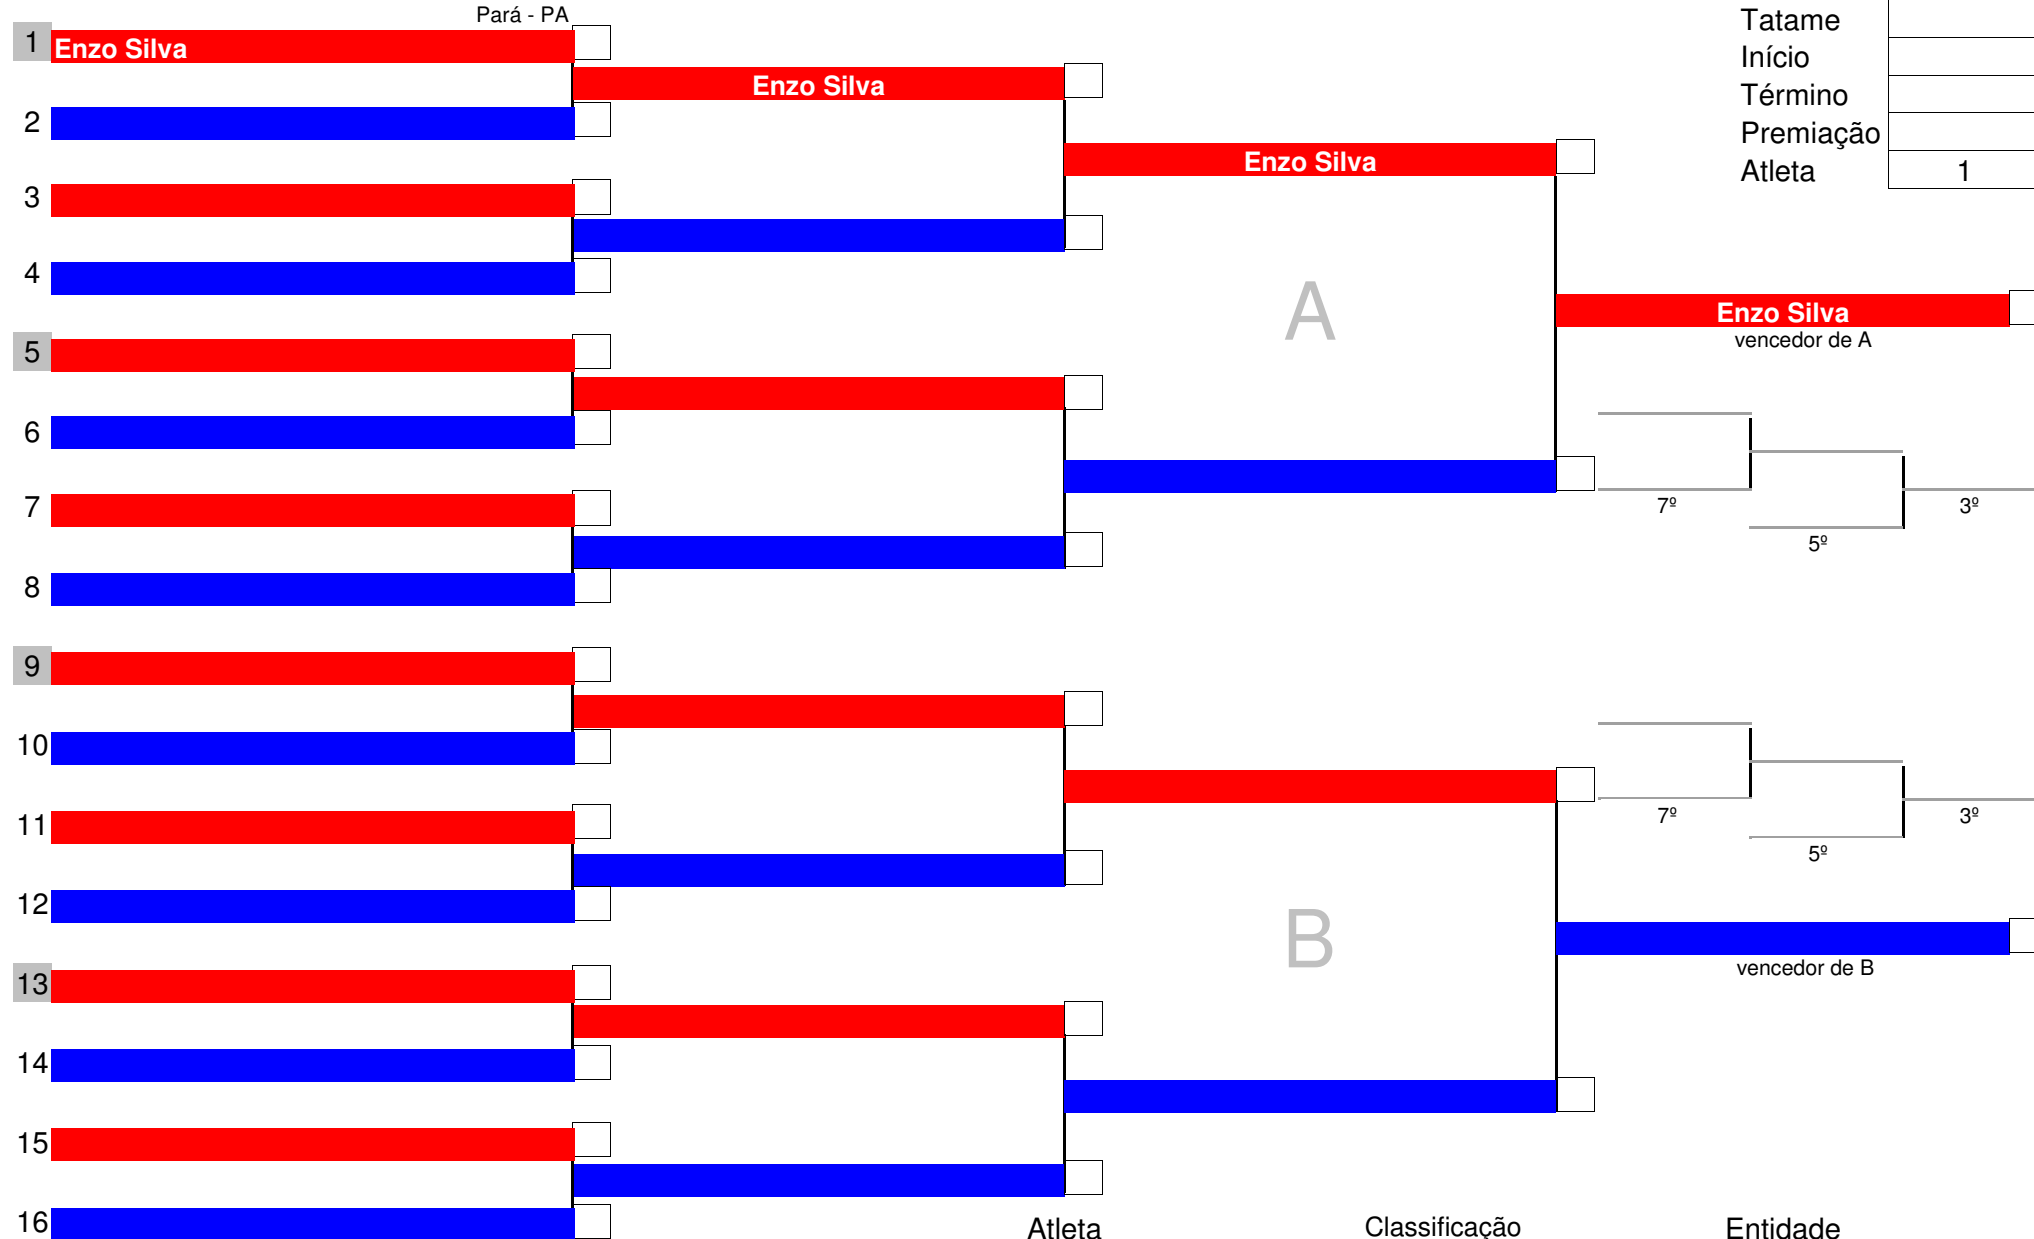 Pará - PA
Tatame
1 Enzo Silva
Início
Enzo Silva
Término
2
Premiação
Enzo Silva
Atleta 1
3
4
A
Enzo Silva
vencedor de A
5
6
7
7º
3º
5º
8
9
10
11
7º
3º
5º
12
B
vencedor de B
13
14
15
16
Atleta Classificação Entidade